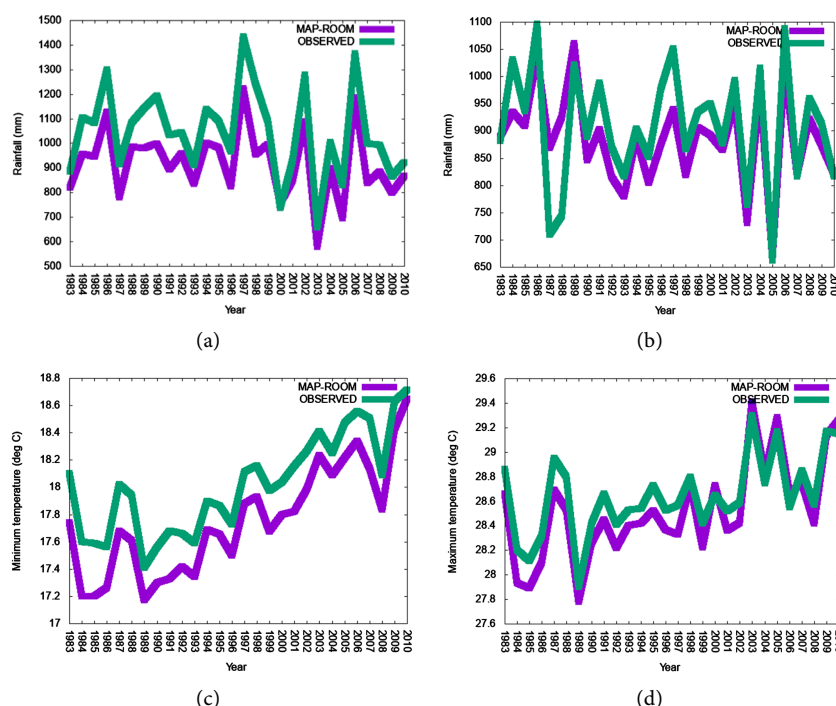 1500
1400
1300
1200
1100
1000
900
800
700
600
500
Rainfall (mm)
MAP-ROOM
OBSERVED
1983 1984 1985 1986 1987 1988 1989 1990 1991 1992 1993 1994 1995 1996 1997 1998 1999 2000 2001 2002 2003 2004 2005 2006 2007 2008 2009 2010
Year
(a)
1100
1050
1000
950
900
850
800
750
700
650
Rainfall (mm)
MAP-ROOM
OBSERVED
1983 1984 1985 1986 1987 1988 1989 1990 1991 1992 1993 1994 1995 1996 1997 1998 1999 2000 2001 2002 2003 2004 2005 2006 2007 2008 2009 2010
Year
(b)
18.8
18.6
18.4
18.2
18
17.8
17.6
17.4
17.2
17
Minimum temperature (deg C)
MAP-ROOM
OBSERVED
1983 1984 1985 1986 1987 1988 1989 1990 1991 1992 1993 1994 1995 1996 1997 1998 1999 2000 2001 2002 2003 2004 2005 2006 2007 2008 2009 2010
Year
(c)
29.6
29.4
29.2
29
28.8
28.6
28.4
28.2
28
27.8
27.6
Maximum temperature (deg C)
MAP-ROOM
OBSERVED
1983 1984 1985 1986 1987 1988 1989 1990 1991 1992 1993 1994 1995 1996 1997 1998 1999 2000 2001 2002 2003 2004 2005 2006 2007 2008 2009
Year
(d)